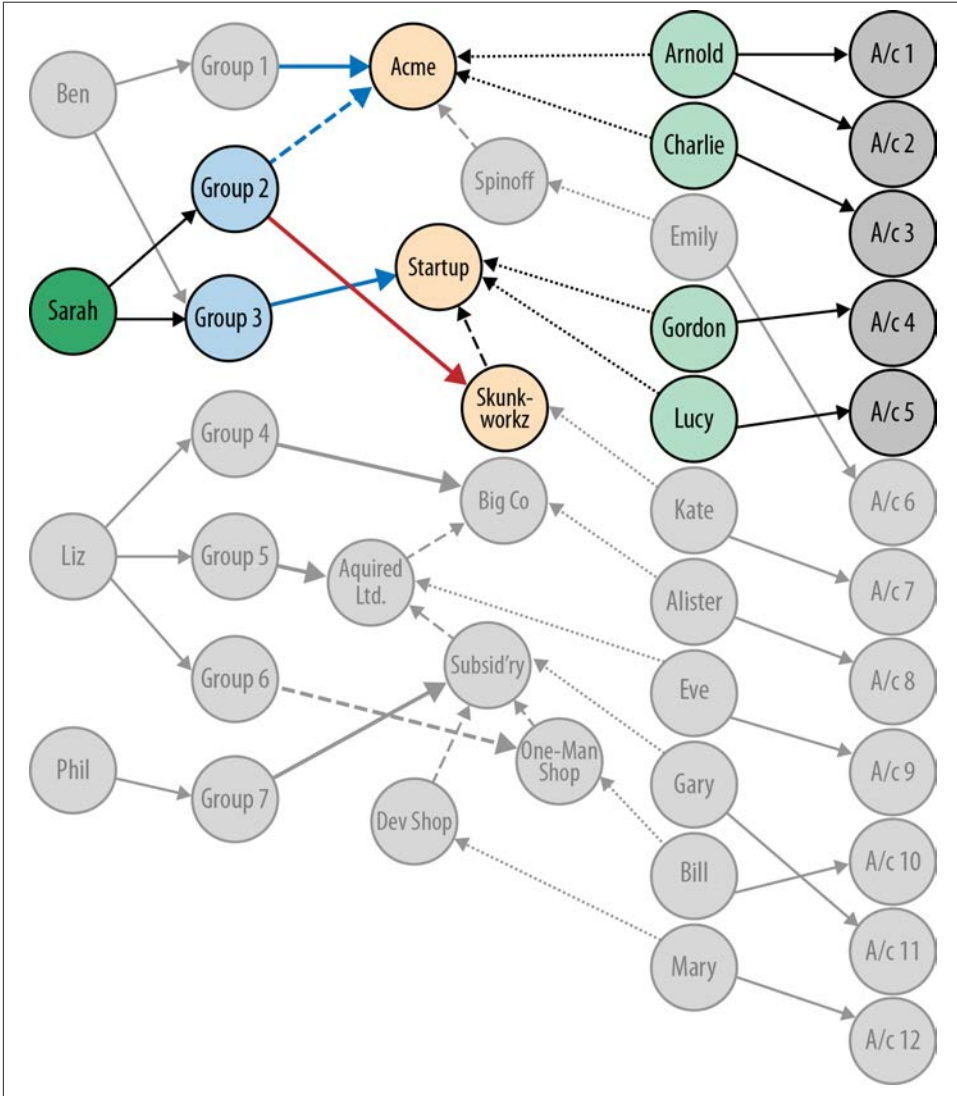 Ben
Group 1
Acme
Arnold
A/c 1
Group 2
Spinoff
Charlie
A/c 2
Emily
A/c 3
Sarah
Group 3
Startup
Gordon
A/c 4
Skunk-
workz
Lucy
A/c 5
Group 4
Big Co
Kate
A/c 6
Liz
Group 5
Aquired
Ltd.
Alister
A/c 7
Group 6
Subsid'ry
Eve
A/c 8
Phil
Group 7
One-Man
Shop
Gary
A/c 9
Dev Shop
Bill
A/c 10
Mary
A/c 11
A/c 12